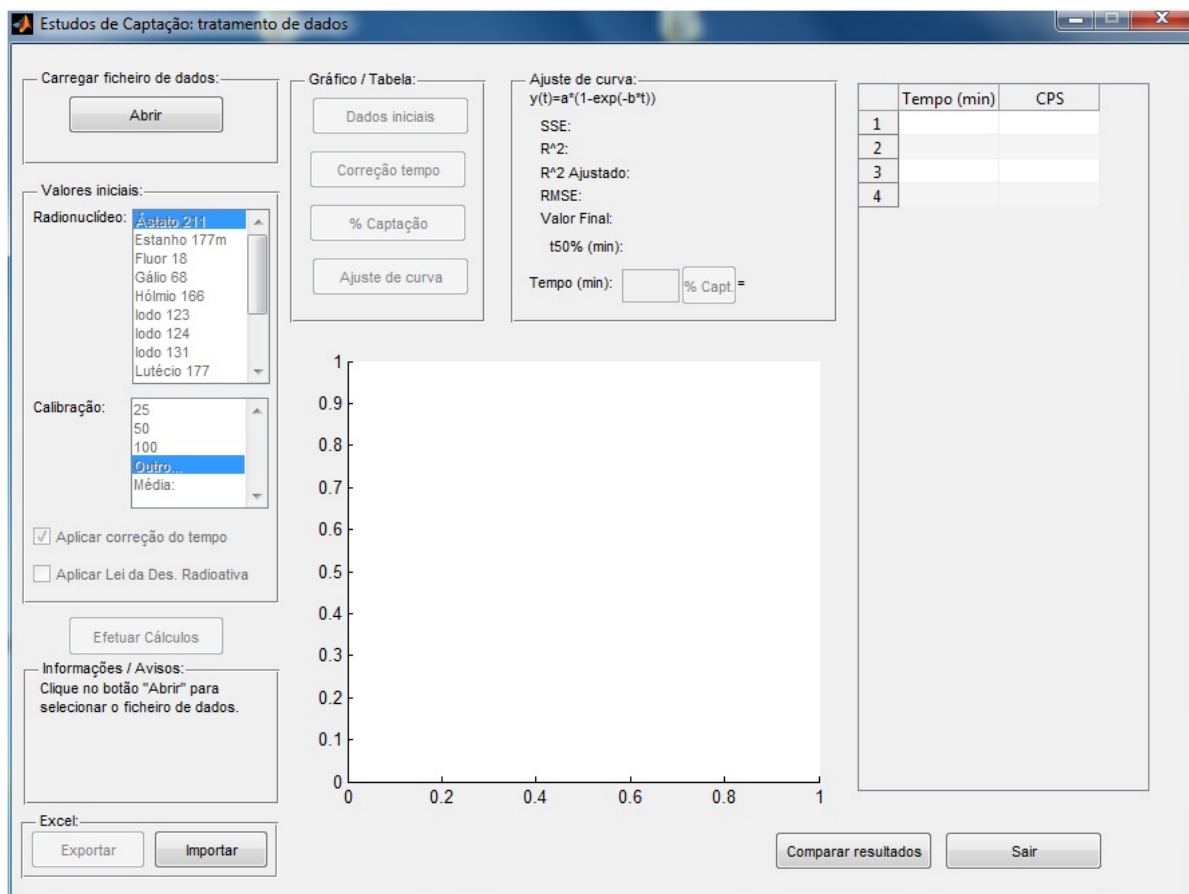 Estudos de Captação: tratamento de dados
Carregar ficheiro de dados:
Abrir
Valores iniciais:
Radionuclídeo:
Ástato 211
Estanho 177m
Fluor 18
Gálio 68
Hólmio 166
Iodo 123
Iodo 124
Iodo 131
Lutécio 177
Calibração:
25
50
100
Outro...
Média:
Aplicar correção do tempo
Aplicar Lei da Des. Radioativa
Efetuar Cálculos
Informações / Avisos:
Clique no botão "Abrir" para
selecionar o ficheiro de dados.
Excel:
Exportar
Importar
Gráfico / Tabela:
Dados iniciais
Correção tempo
% Captação
Ajuste de curva
Ajuste de curva:
y(t)=a*(1-exp(-b*t))
SSE:
R^2:
R^2 Ajustado:
RMSE:
Valor Final:
t50% (min):
Tempo (min): % Capt. =
1
0.9
0.8
0.7
0.6
0.5
0.4
0.3
0.2
0.1
0
0 0.2 0.4 0.6 0.8 1
Tempo (min) CPS
1
2
3
4
Comparar resultados
Sair